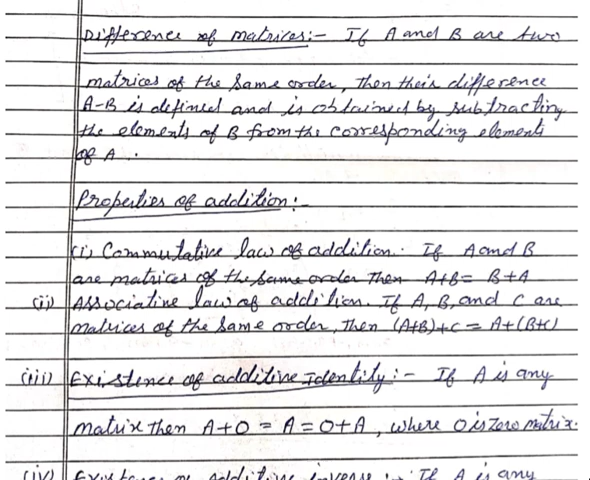 Difference of matrices:- If A and B are two
matrices of the same order, then their difference
A-B is defined and is obtained by subtracting
the elements of B from the corresponding elements
of A.
Properties of addition:-
(i) Commutative law of addition. If A and B
are matrices of the same order Then A+B= B+A
(ii) Associative law of addition. If A, B, and C are
matrices of the same order, Then (A+B)+C = A+(B+C)
(iii) Existence of additive Identity:- If A is any
matrix then A+O = A = O+A, where O is Zero matrix.
(iv) Existence of Additive inverse:- If A is any